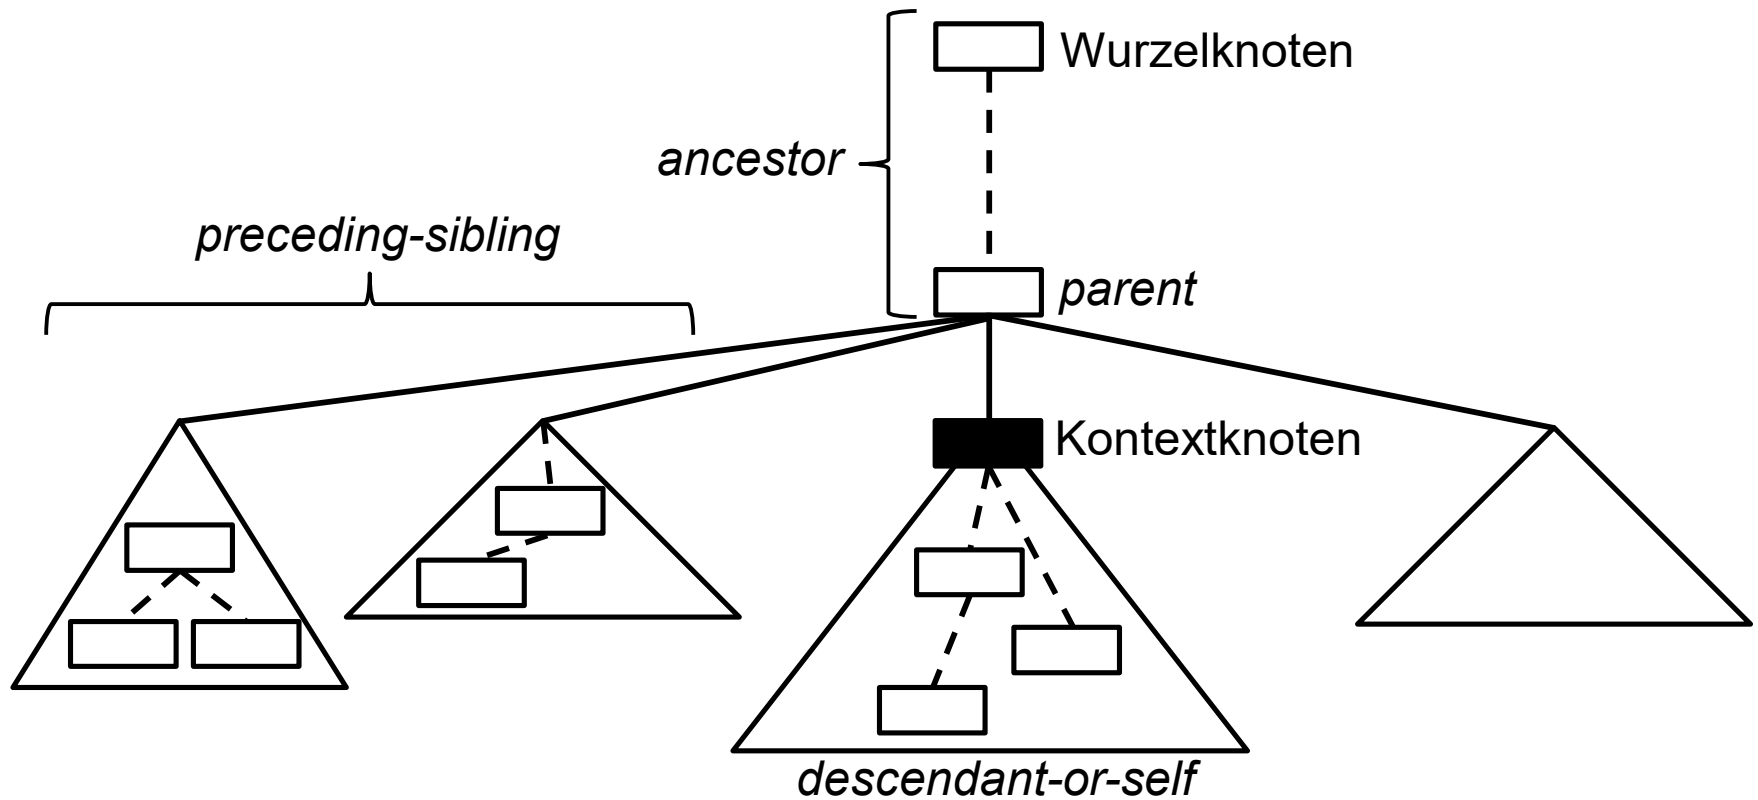 Wurzelknoten
ancestor
preceding-sibling
parent
Kontextknoten
descendant-or-self